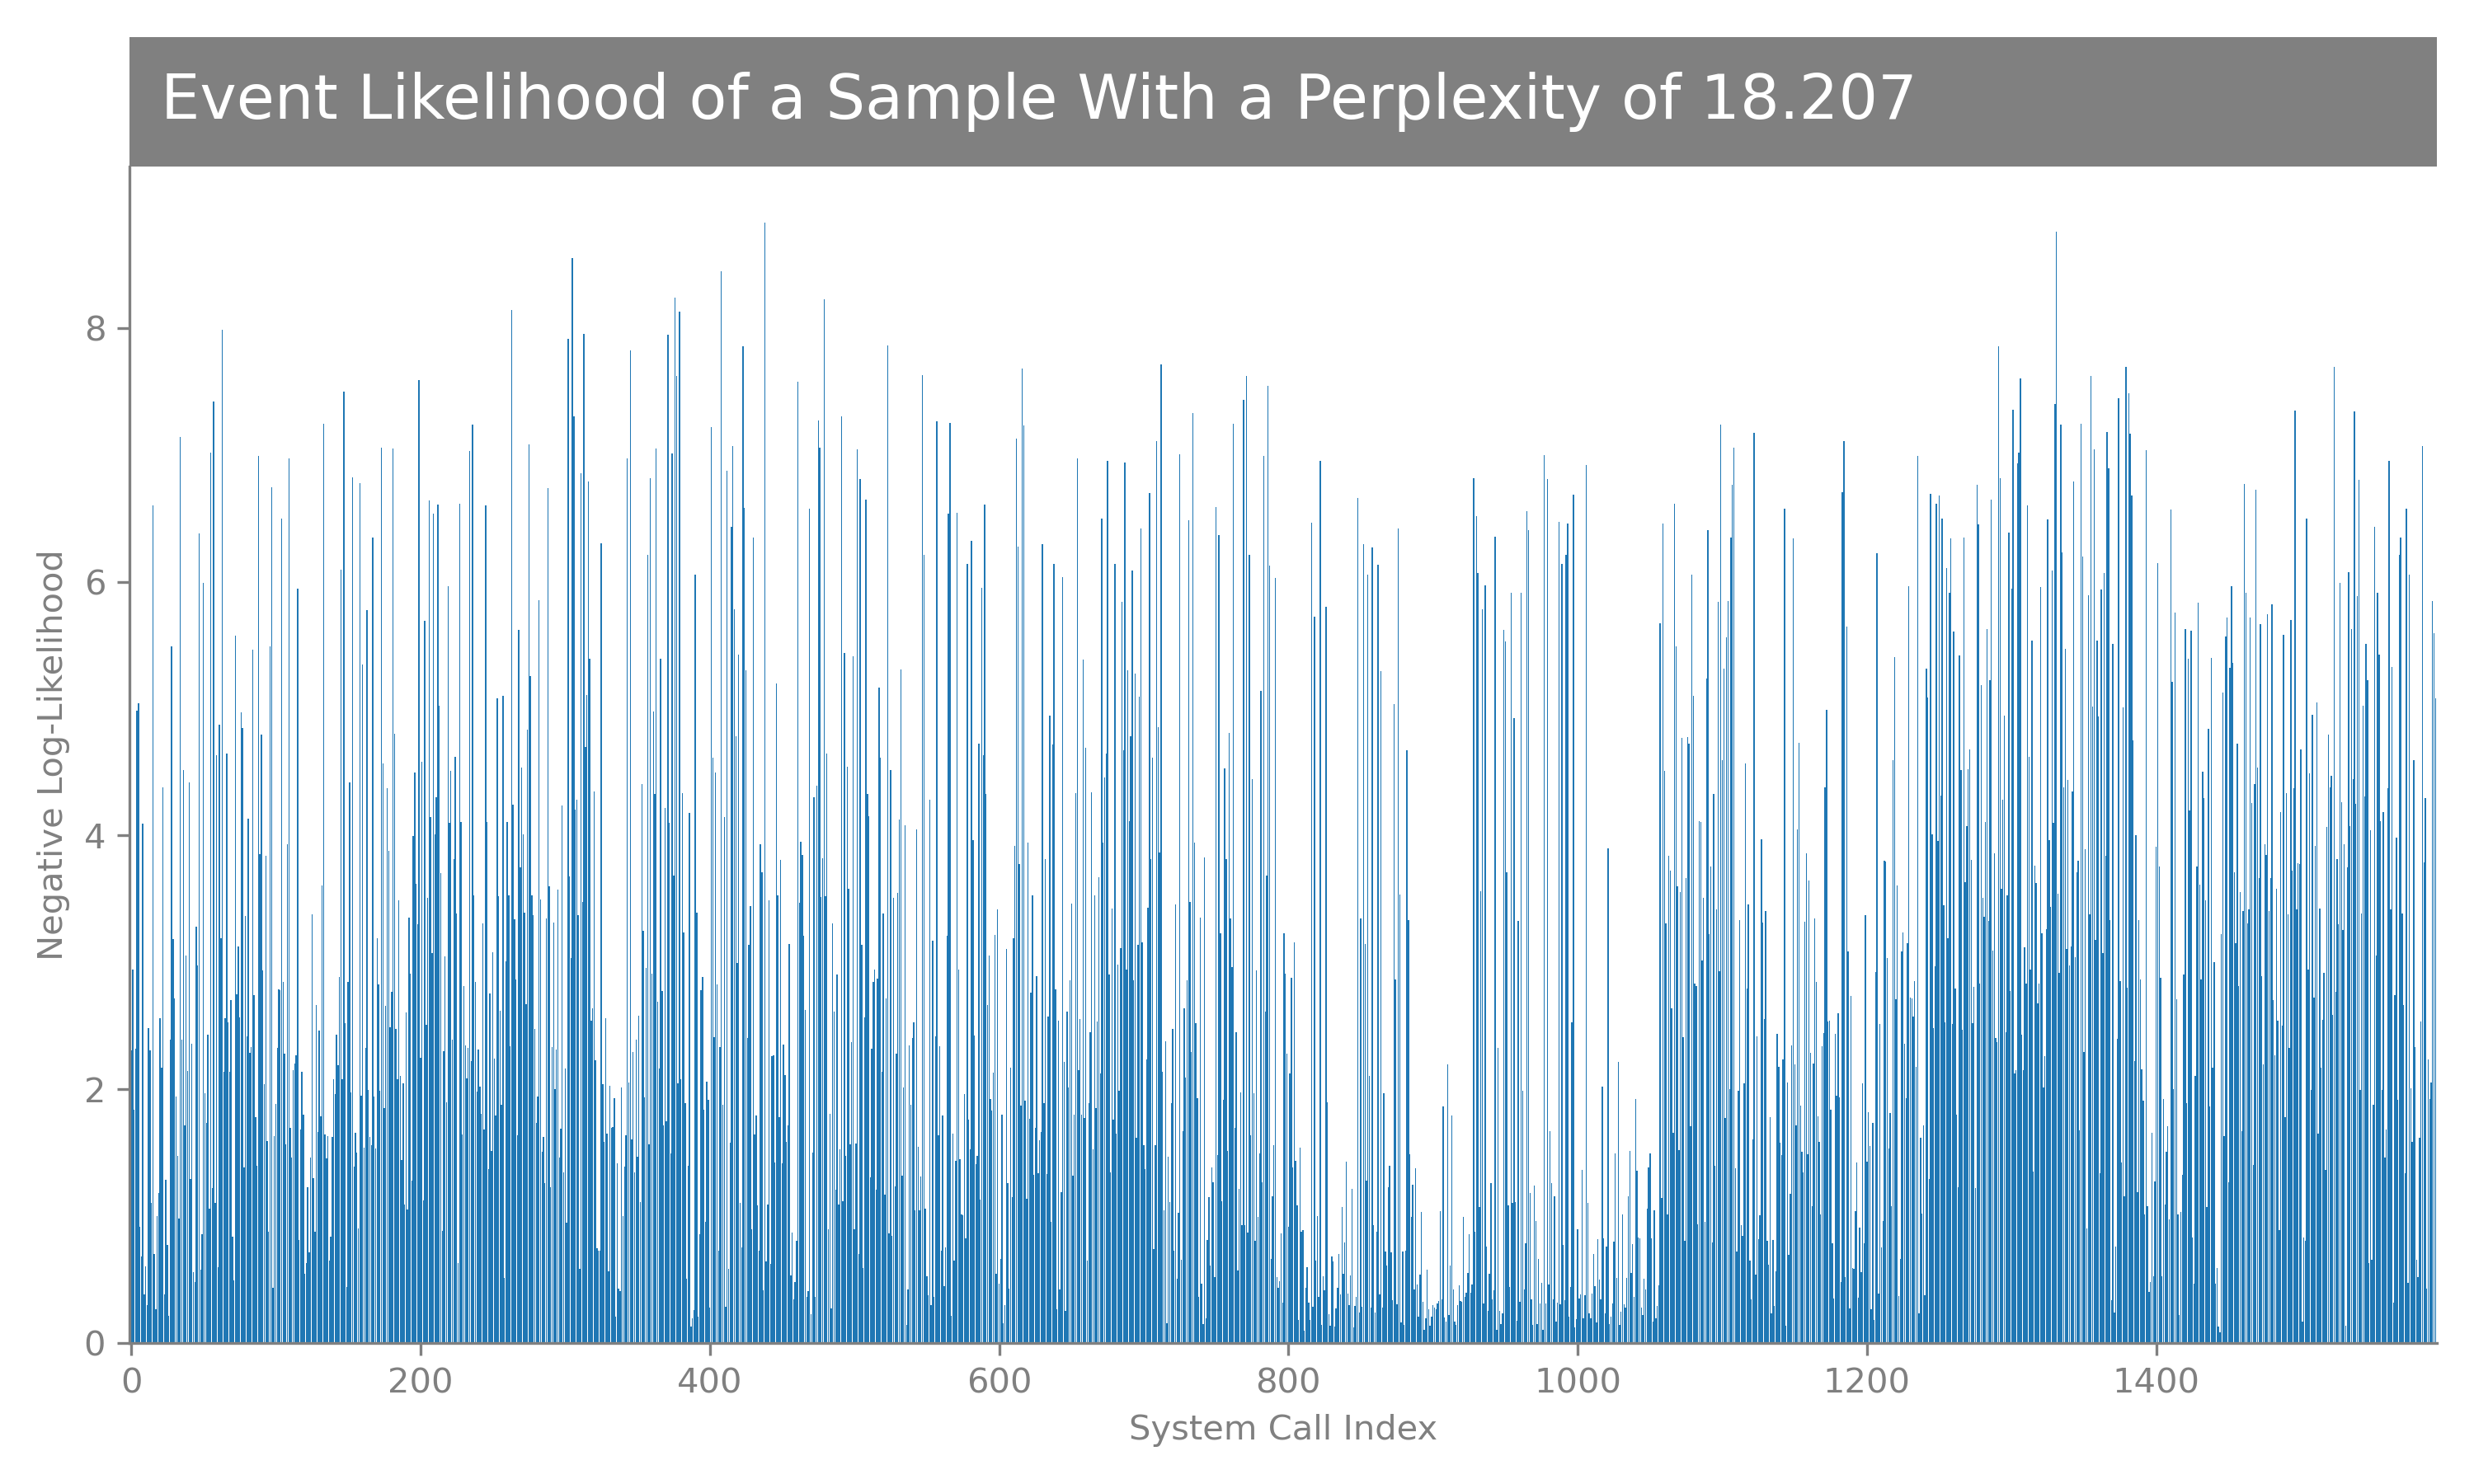 Event Likelihood of a Sample With a Perplexity of 18.207
8
6
4
2
0
Negative Log-Likelihood
0 200 400 600 800 1000 1200 1400
System Call Index